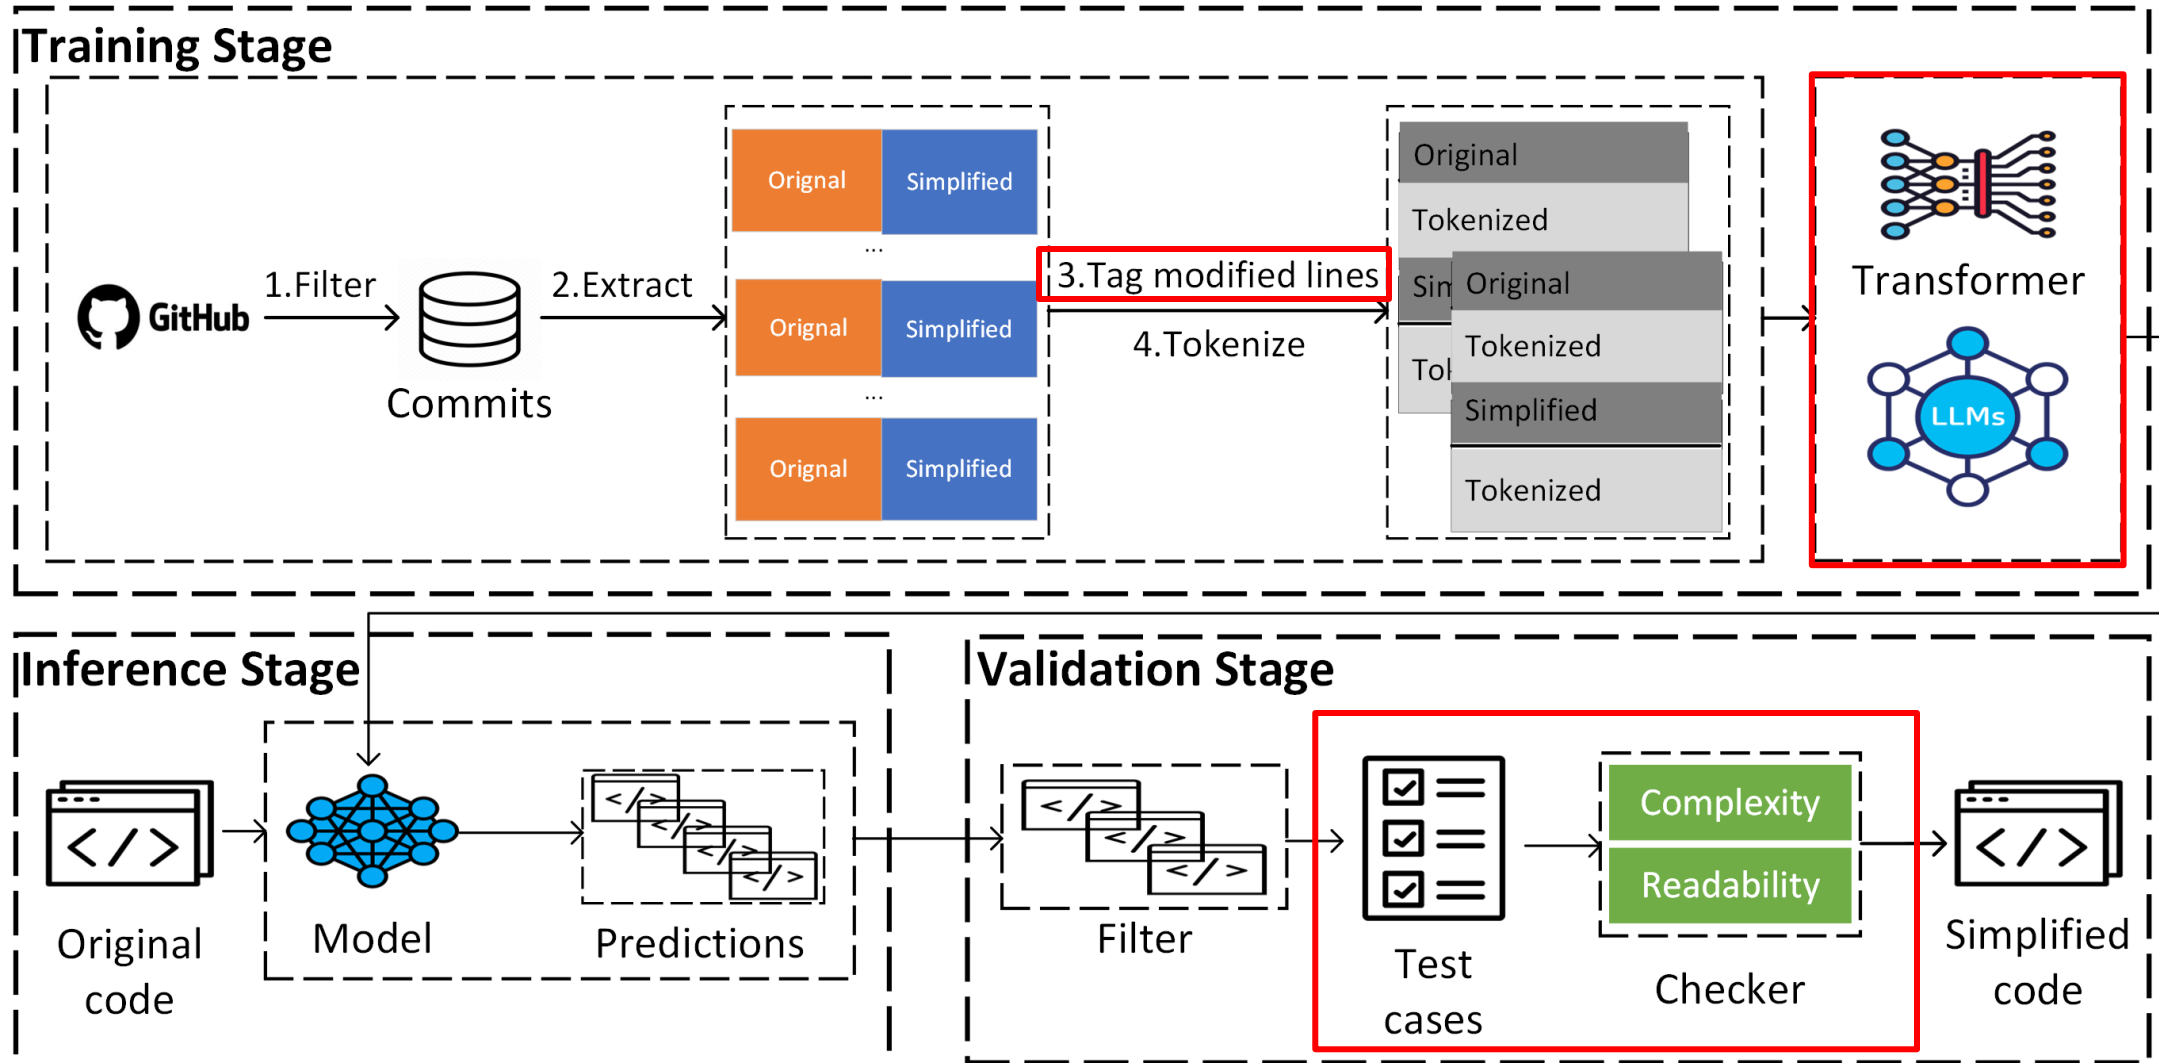 Training Stage
GitHub
1.Filter
Commits
2.Extract
Orignal
Simplified
...
Orignal
Simplified
...
Orignal
Simplified
3.Tag modified lines
4.Tokenize
Original
Tokenized
Sim
Tok
Original
Tokenized
Simplified
Tokenized
Transformer
LLMs
Inference Stage
</>
Original
code
Model
</>
</>
</>
</>
Predictions
Validation Stage
</>
</>
</>
Filter
Test
cases
Complexity
Readability
Checker
</>
Simplified
code